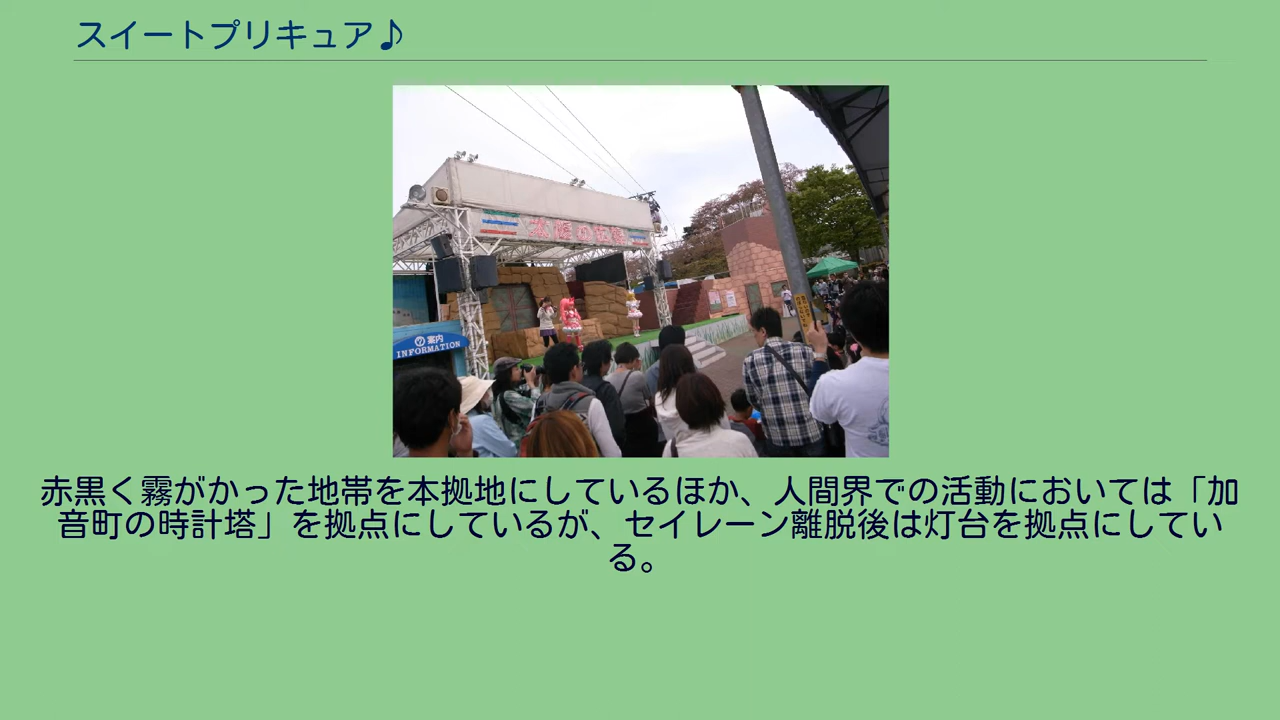 スイートプリキュア♪
案内
INFORMATION
赤黒く霧がかった地帯を本拠地にしているほか、人間界での活動においては「加
音町の時計塔」を拠点にしているが、セイレーン離脱後は灯台を拠点にしてい
る。